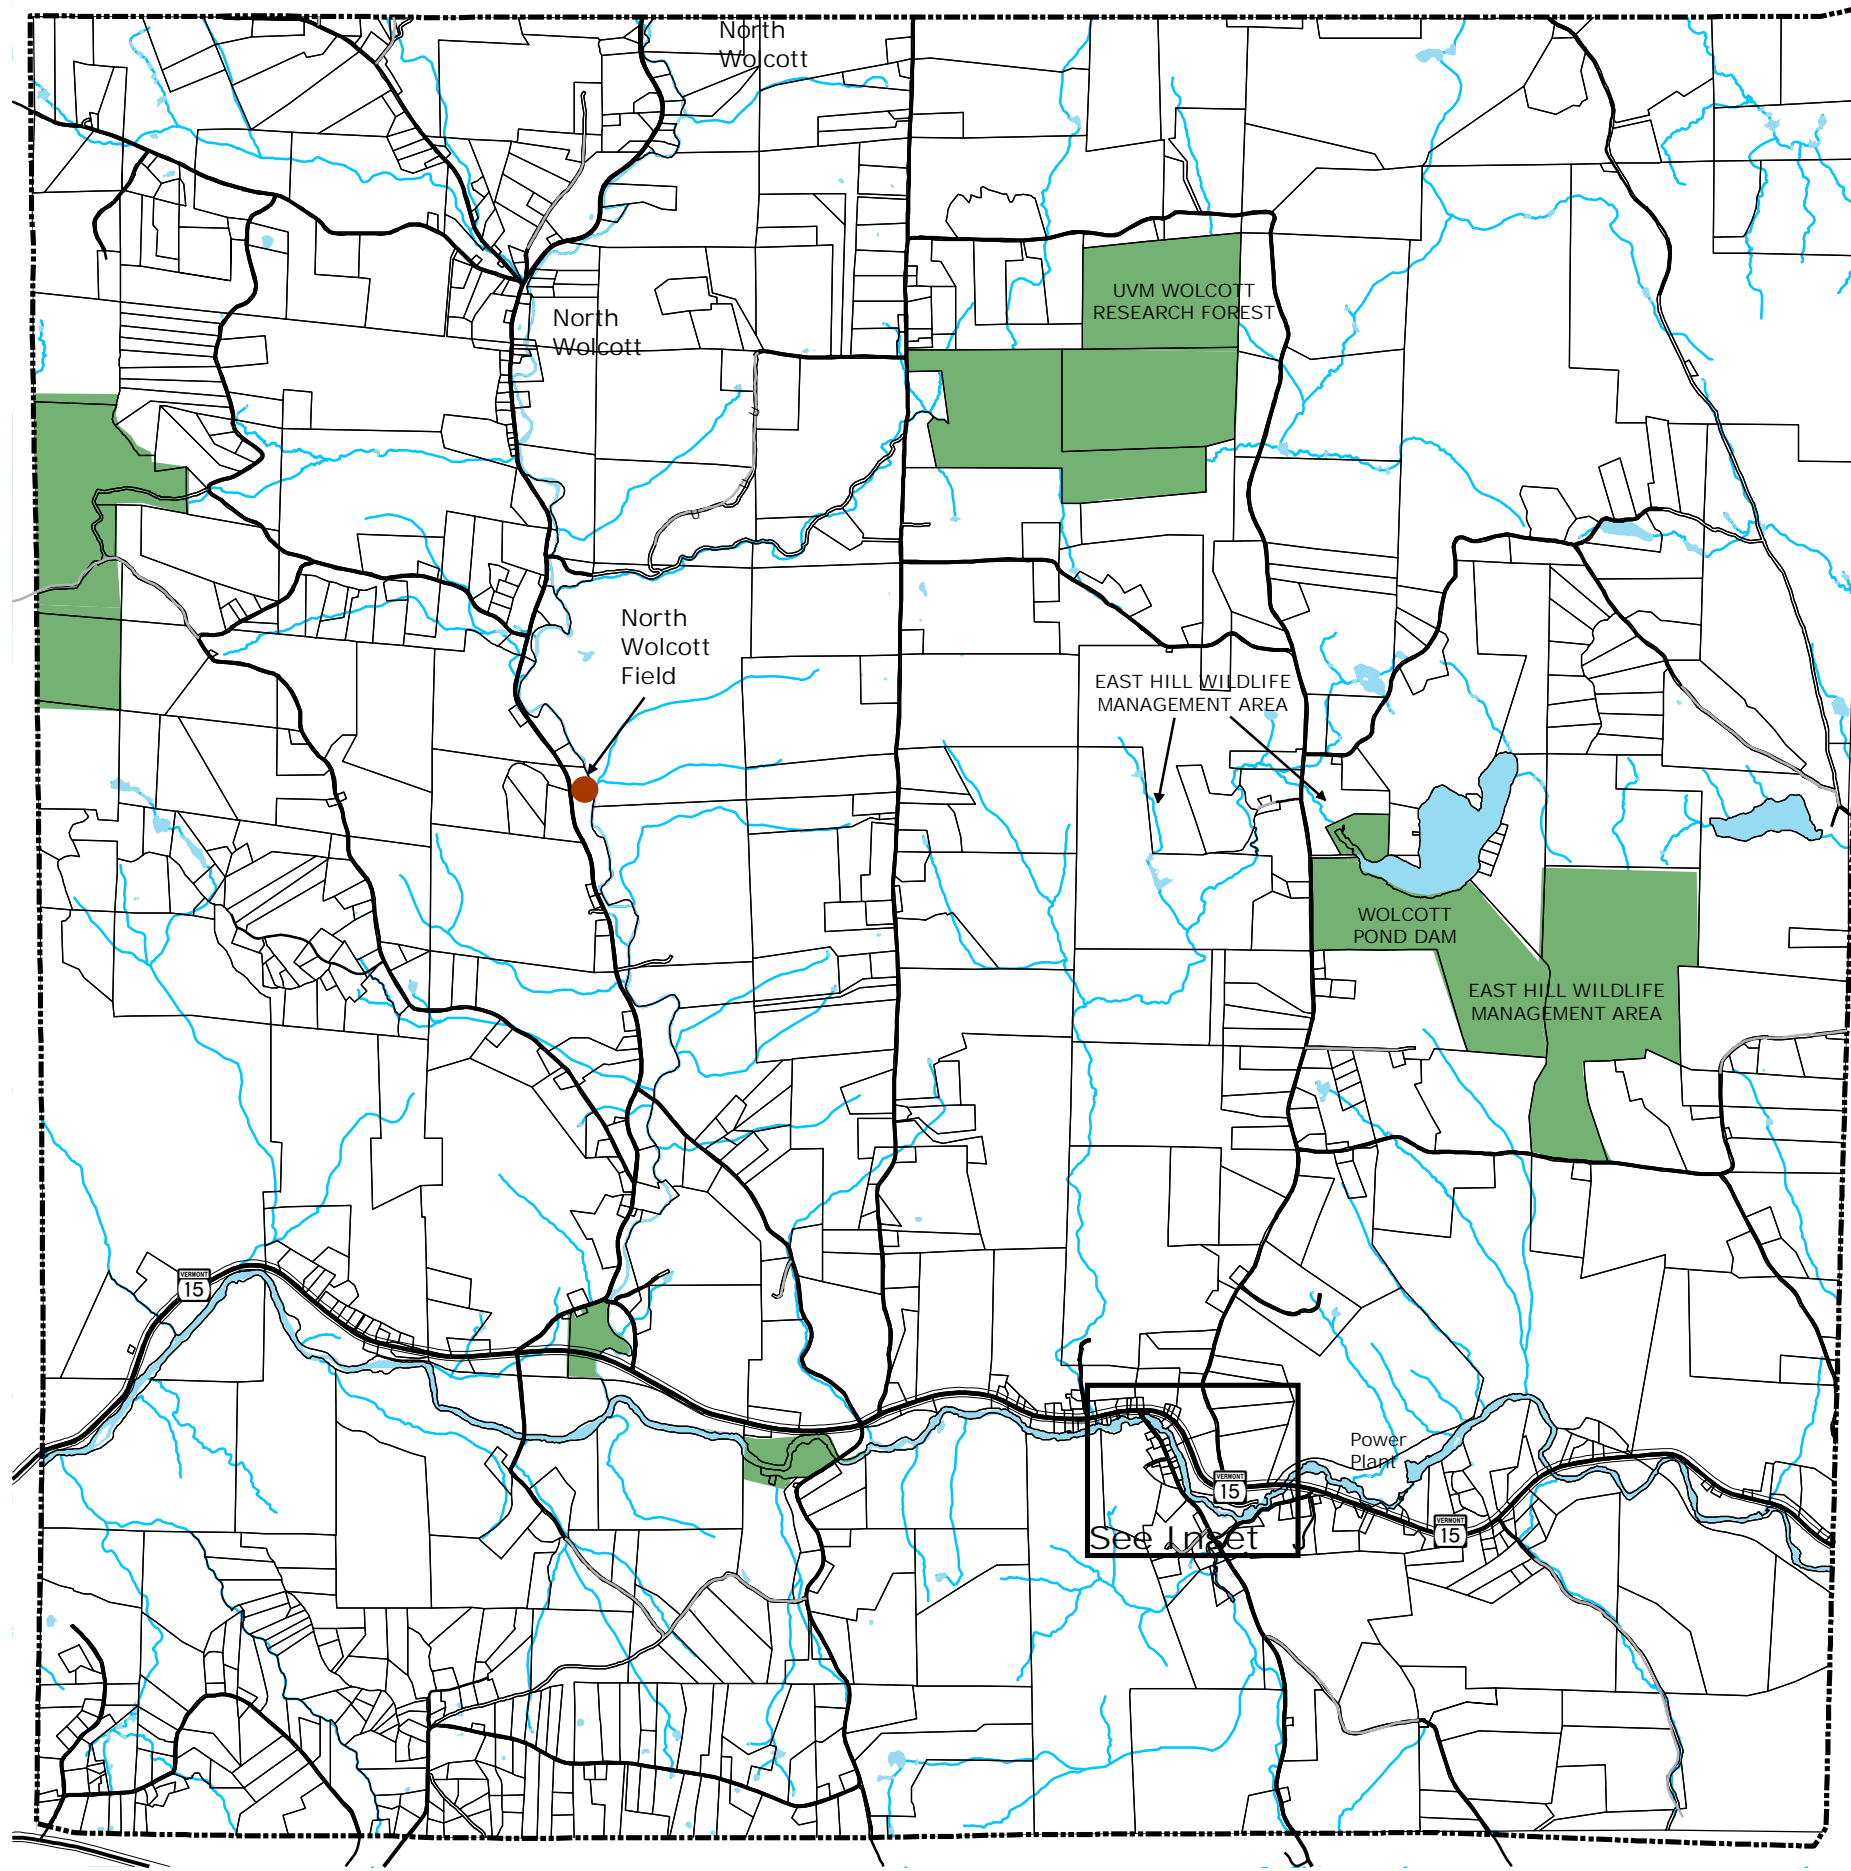 North
Wolcott
UVM WOLCOTT
RESEARCH FOREST
North
Wolcott
North
Wolcott
Field
EAST HILL WILDLIFE
MANAGEMENT AREA
WOLCOTT
POND DAM
EAST HILL WILDLIFE
MANAGEMENT AREA
VERMONT
15
Power
Plant
VERMONT
15
VERMONT
15
See Inset